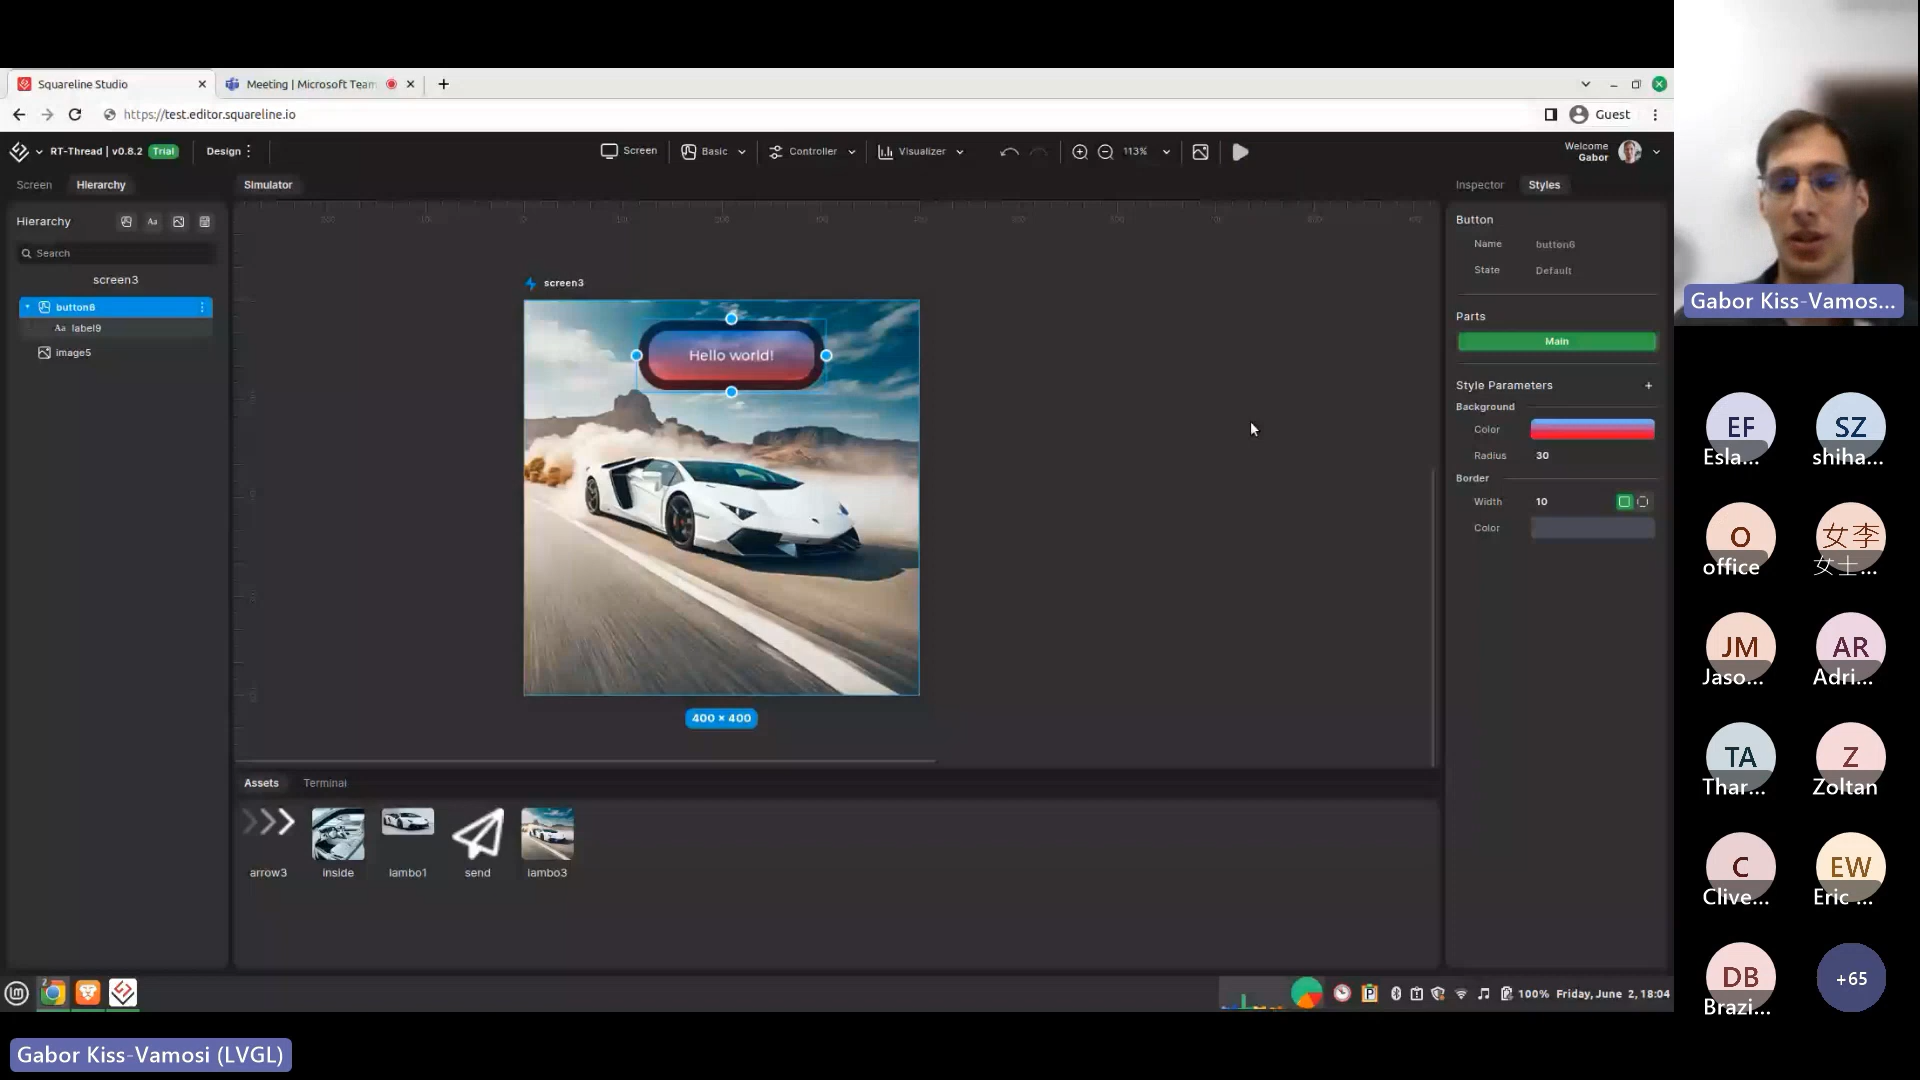 Squareline Studio
Meeting | Microsoft Team
https://test.editor.squareline.io
Guest
RT-Thread | v0.8.2 Trial
Design
Screen
Basic
Controller
Visualizer
113%
Welcome
Gabor
Screen
Hierarchy
Simulator
Inspector
Styles
Hierarchy
Aa
Search
screen3
button6
Aa label9
image5
screen3
Hello world!
400 × 400
Button
Name button6
State Default
Parts
Main
Style Parameters
Background
Color
Radius 30
Border
Width 10
Color
Assets
Terminal
arrow3
inside
lambo1
send
lambo3
100% Friday, June 2, 18:04
Gabor Kiss-Vamosi (LVGL)
Gabor Kiss-Vamos...
EF
Esla...
SZ
shiha...
O
office
女李
女士...
JM
Jaso...
AR
Adri...
TA
Thar...
Z
Zoltan
C
Clive...
EW
Eric ...
DB
Brazi...
+65